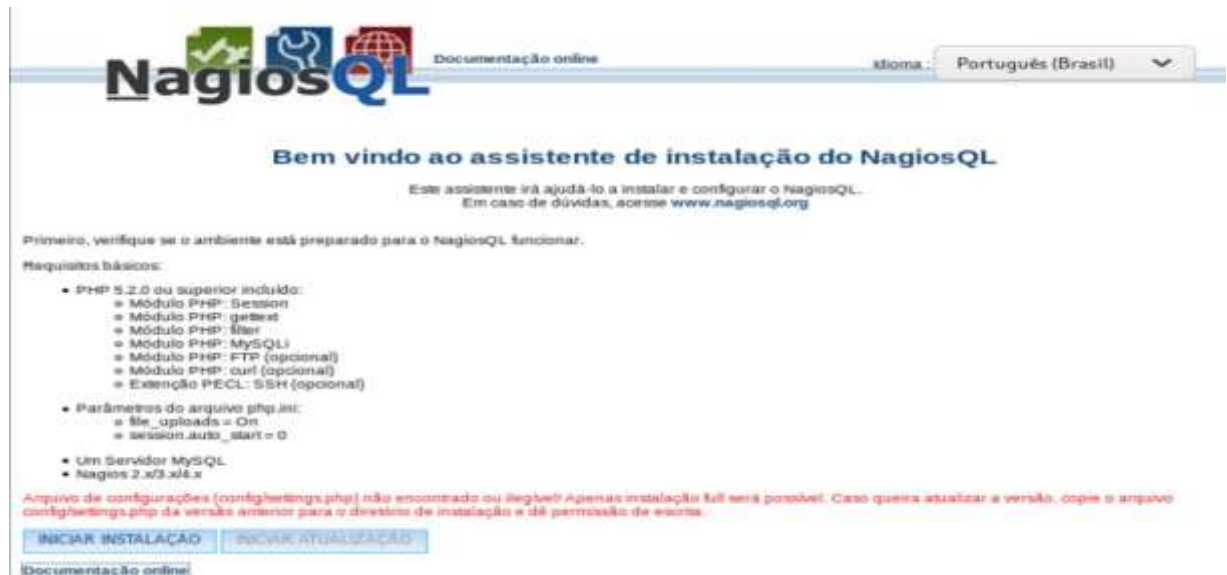 NagiosQL
Documentação online
Idioma :
Português (Brasil)
Bem vindo ao assistente de instalação do NagiosQL
Este assistente irá ajudá-lo a instalar e configurar o NagiosQL.
Em caso de dúvidas, acesse www.nagiosql.org
Primeiro, verifique se o ambiente está preparado para o NagiosQL funcionar.
Requisitos básicos:
PHP 5.2.0 ou superior incluído:
Módulo PHP: Session
Módulo PHP: gettext
Módulo PHP: filter
Módulo PHP: MySQLi
Módulo PHP: FTP (opcional)
Módulo PHP: curl (opcional)
Extenção PECL: SSH (opcional)
Parâmetros do arquivo php.ini:
file_uploads = On
session.auto_start = 0
Um Servidor MySQL
Nagios 2.x/3.x/4.x
Arquivo de configurações (config/settings.php) não encontrado ou ilegível! Apenas instalação full será possível. Caso queira atualizar a versão, copie o arquivo
config/settings.php da versão anterior para o diretório de instalação e dê permissão de escrita.
INICIAR INSTALAÇÃO
INICIAR ATUALIZAÇÃO
Documentação online